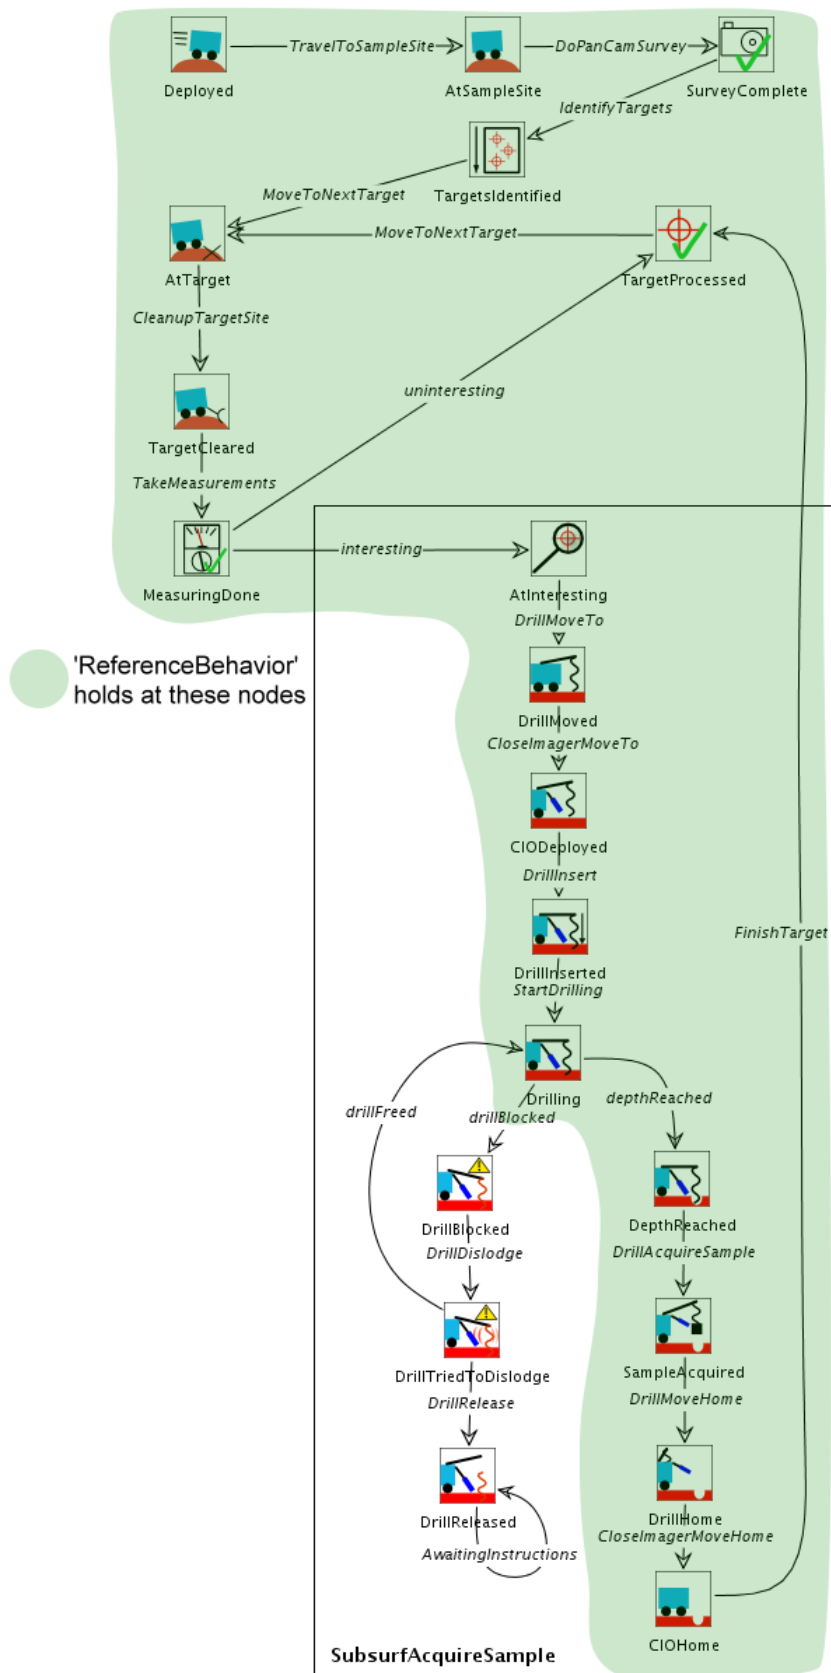 TravelToSampleSite
DoPanCamSurvey
Deployed
AtSampleSite
SurveyComplete
IdentifyTargets
TargetsIdentified
MoveToNextTarget
MoveToNextTarget
AtTarget
TargetProcessed
CleanupTargetSite
uninteresting
TargetCleared
TakeMeasurements
interesting
MeasuringDone
AtInteresting
DrillMoveTo
'ReferenceBehavior'
holds at these nodes
DrillMoved
CloseImagerMoveTo
CIODeployed
DrillInsert
FinishTarget
DrillInserted
StartDrilling
Drilling
depthReached
drillFreed
drillBlocked
DrillBlocked
DepthReached
DrillDislodge
DrillAcquireSample
DrillTriedToDislodge
SampleAcquired
DrillRelease
DrillMoveHome
DrillReleased
DrillHome
CloseImagerMoveHome
AwaitingInstructions
CIOHome
SubsurfAcquireSample